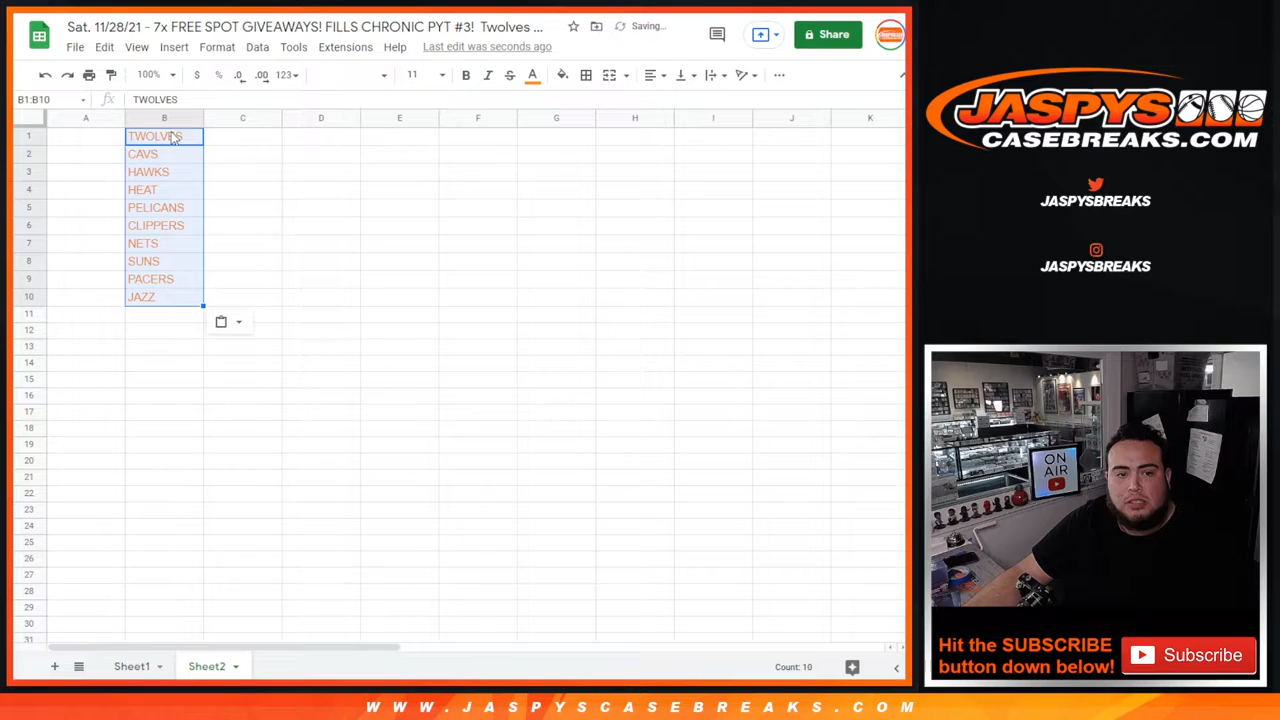 Sat. 11/28/21 - 7x FREE SPOT GIVEAWAYS! FILLS CHRONIC PYT #3! Twolves ...
Saving...
Share
File Edit View Insert Format Data Tools Extensions Help Last edit was seconds ago
100% $ % .0 .00 123 11 B I S A
B1:B10 fx TWOLVES
A B C D E F G H I J K
1 TWOLVES
2 CAVS
3 HAWKS
4 HEAT
5 PELICANS
6 CLIPPERS
7 NETS
8 SUNS
9 PACERS
10 JAZZ
11
12
13
14
15
16
17
18
19
20
21
22
23
24
25
26
27
28
29
30
31
Sheet1 Sheet2 Count: 10
JASPYS
CASEBREAKS.COM
JASPYSBREAKS
JASPYSBREAKS
ON
AIR
Hit the SUBSCRIBE
button down below!
Subscribe
WWW.JASPYSCASEBREAKS.COM